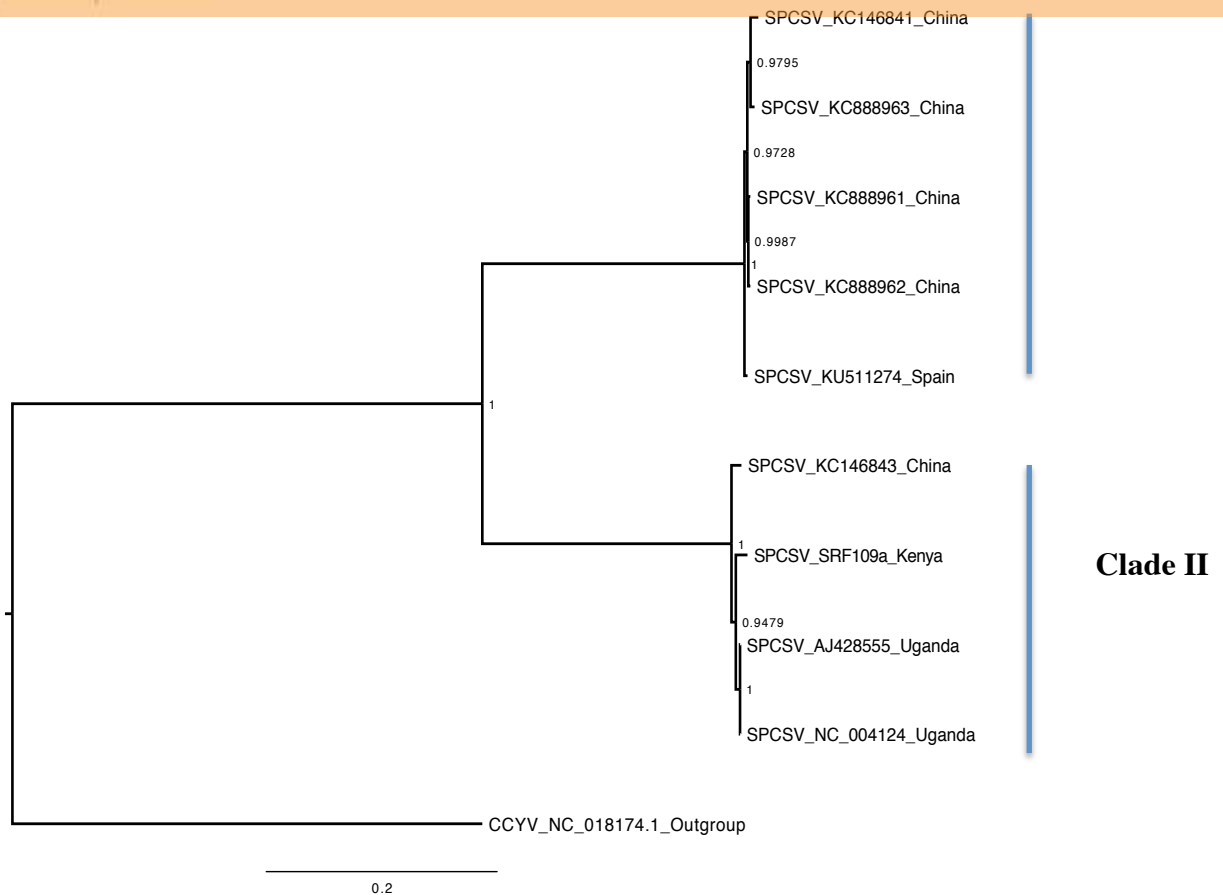 SPCSV_KC146841_China
0.9795
SPCSV_KC888963_China
0.9728
SPCSV_KC888961_China
0.9987
1
SPCSV_KC888962_China
SPCSV_KU511274_Spain
1
SPCSV_KC146843_China
1
SPCSV_SRF109a_Kenya
Clade II
0.9479
SPCSV_AJ428555_Uganda
1
SPCSV_NC_004124_Uganda
CCYV_NC_018174.1_Outgroup
0.2